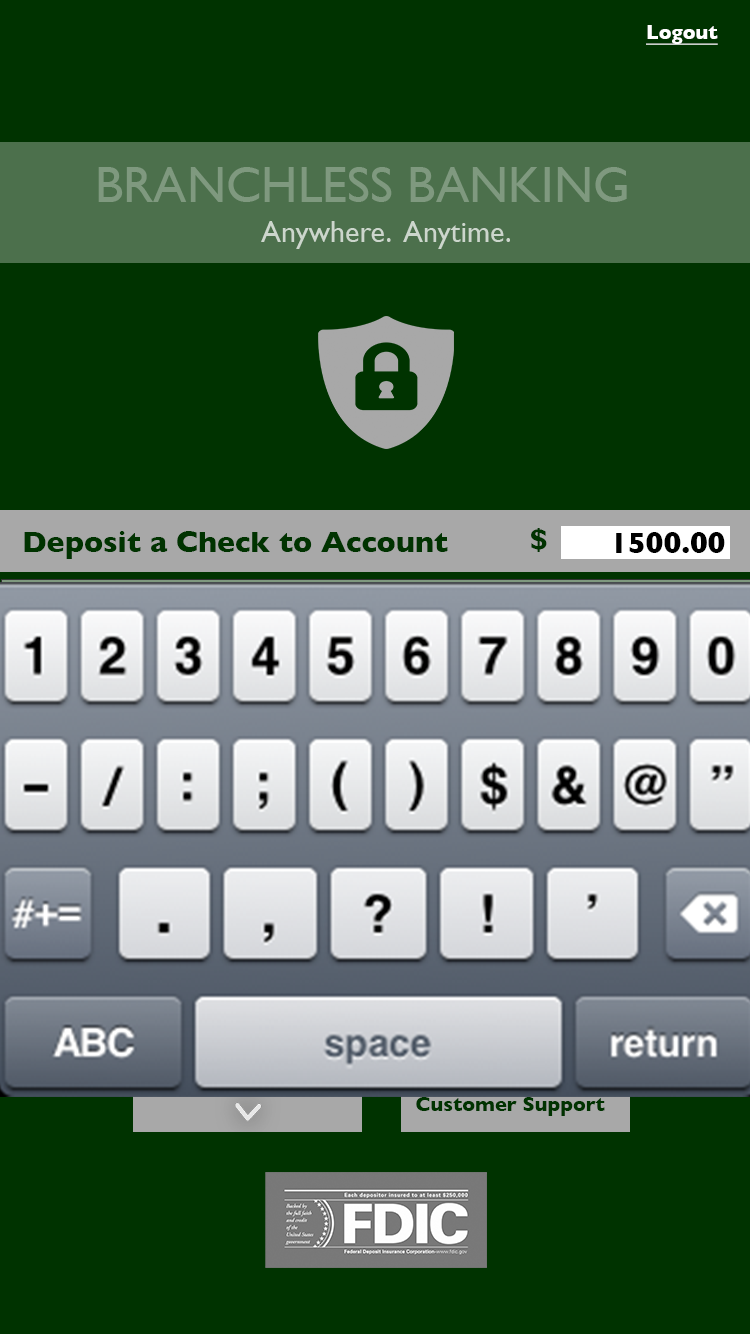 Logout
BRANCHLESS BANKING
Anywhere. Anytime.
Deposit a Check to Account $ 1500.00
1 2 3 4 5 6 7 8 9 0
- / : ; ( ) $ & @ ”
#+= . , ? ! ’
ABC space return
Customer Support
Each depositor insured to at least $250,000
Backed by
the full faith
and credit
of the
United States
government
FDIC
Federal Deposit Insurance Corporation • www.fdic.gov